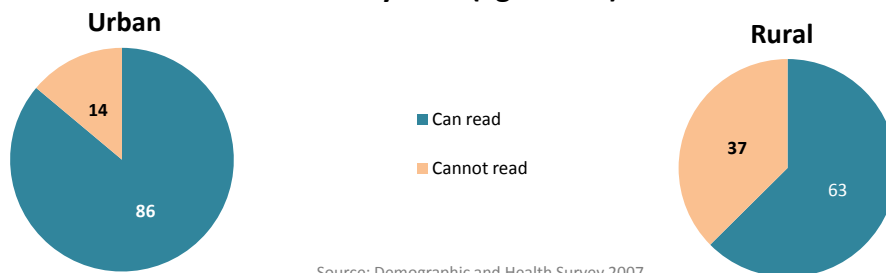 Urban
Rural
14
86
Can read
Cannot read
37
63
Source: Demographic and Health Survey 2007